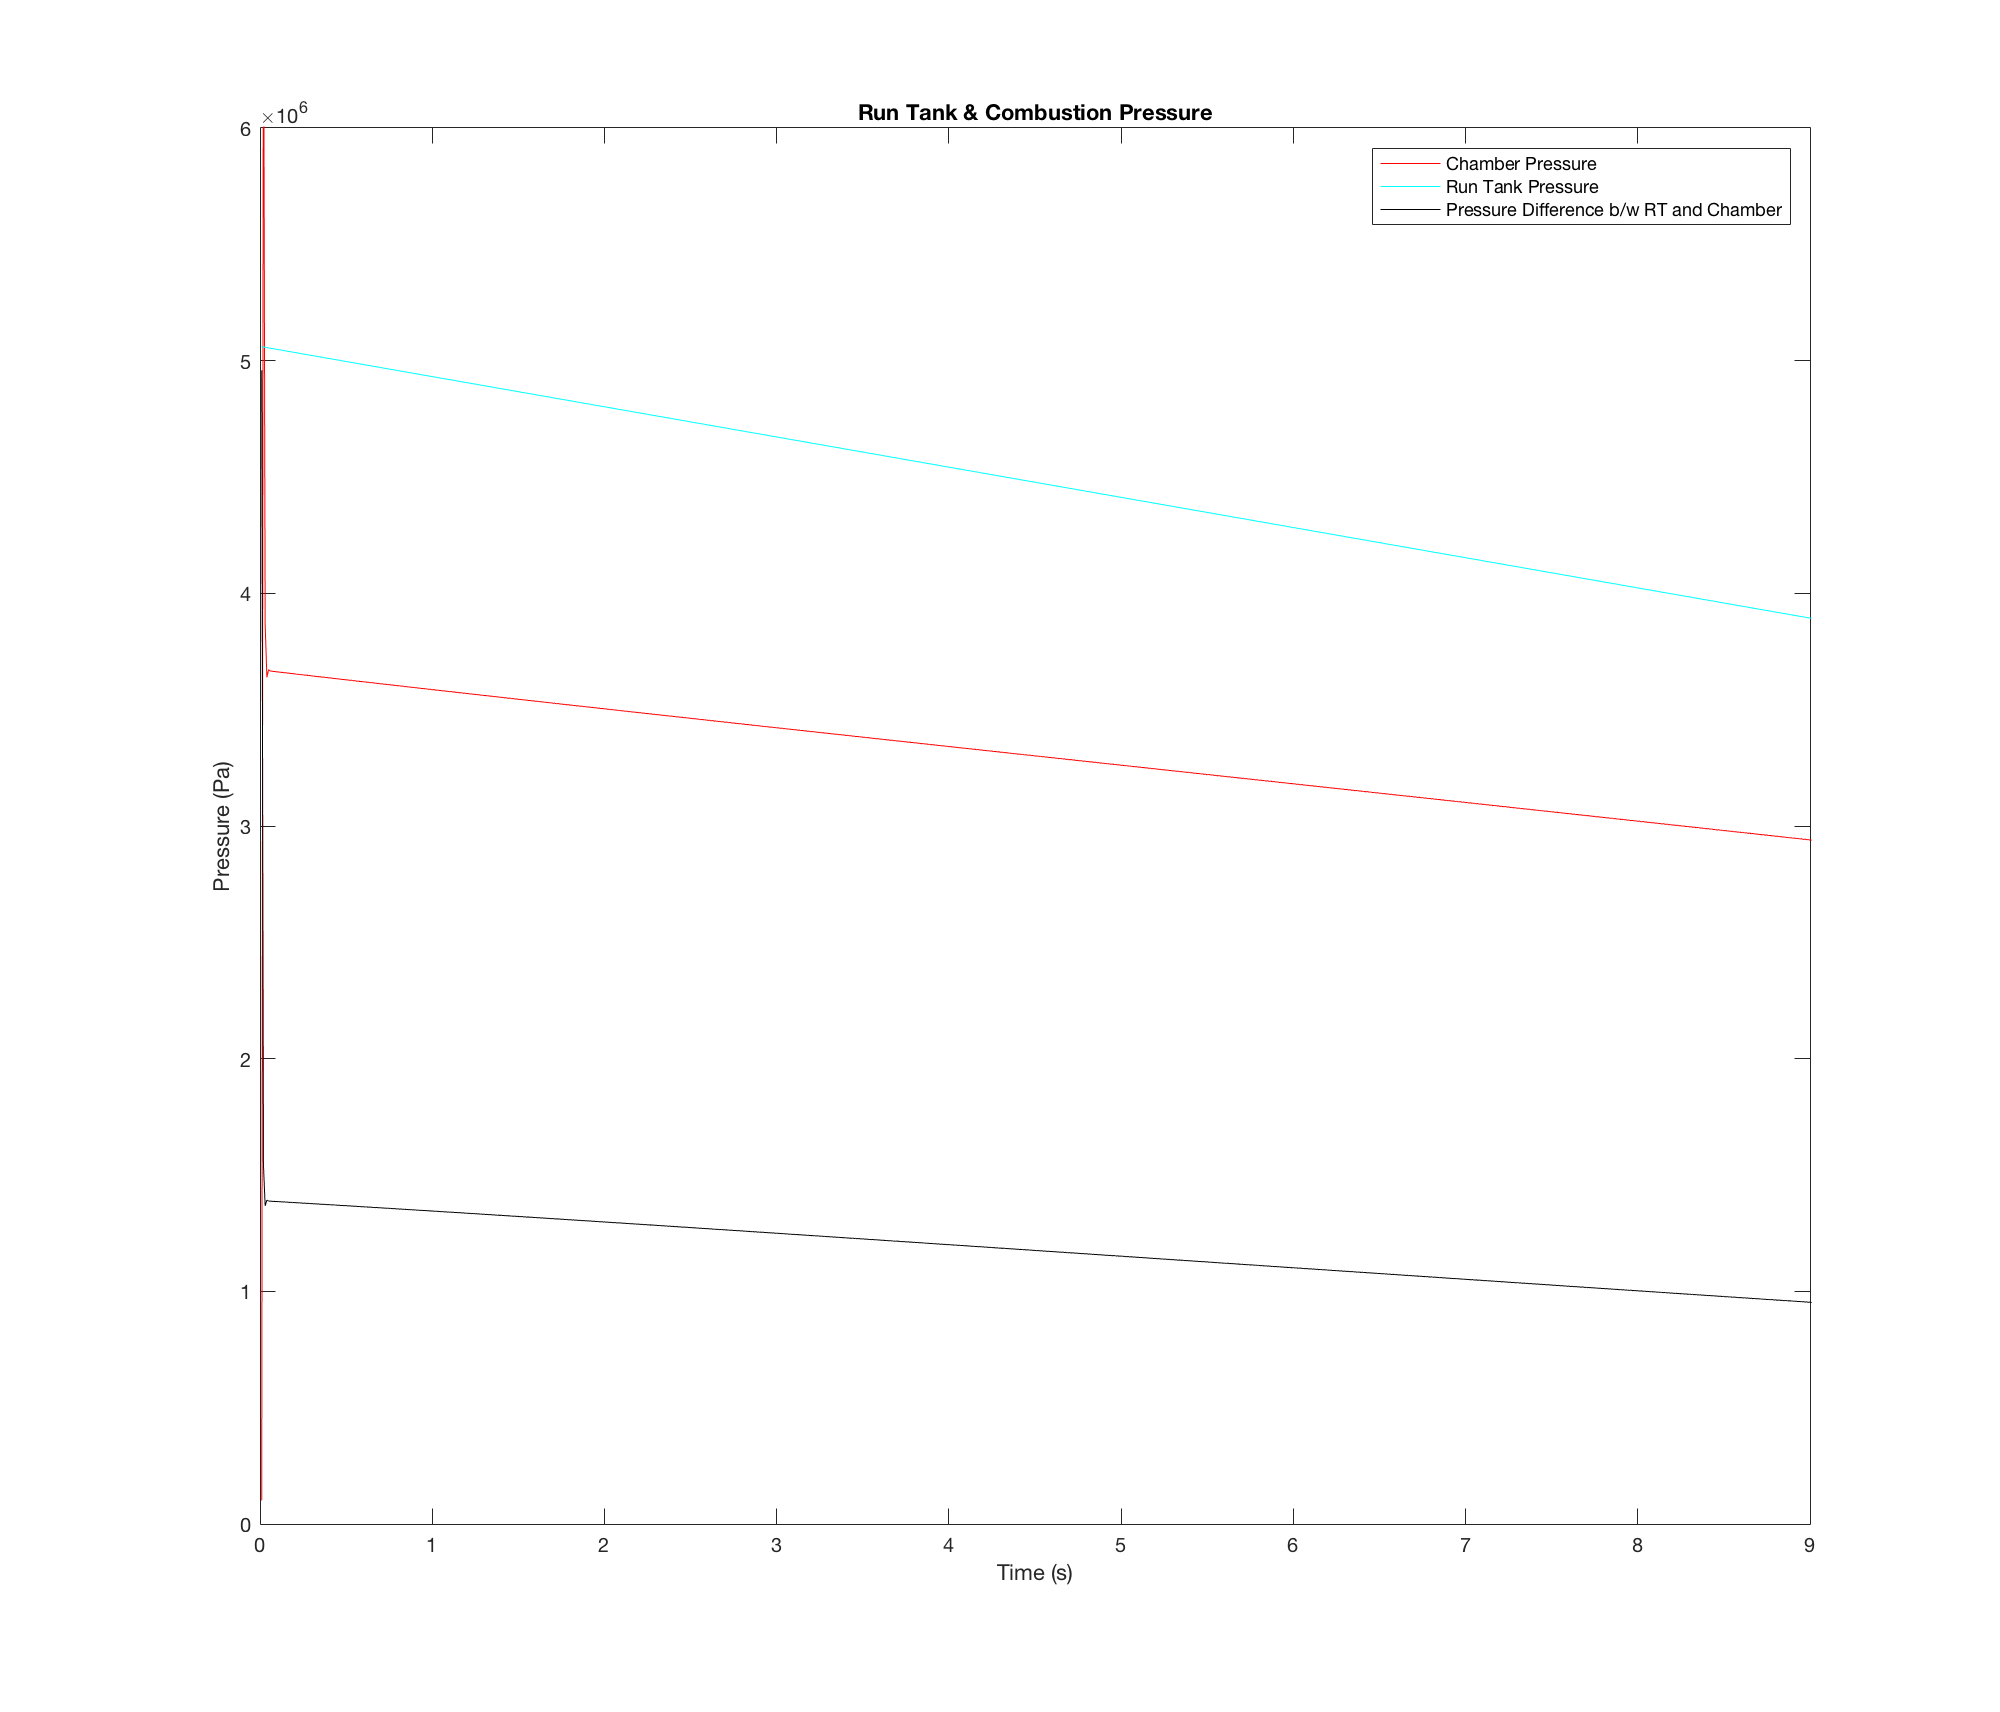 Run Tank & Combustion Pressure
×10^6
Chamber Pressure
Run Tank Pressure
Pressure Difference b/w RT and Chamber
6
5
4
3
2
1
0
Pressure (Pa)
0 1 2 3 4 5 6 7 8 9
Time (s)